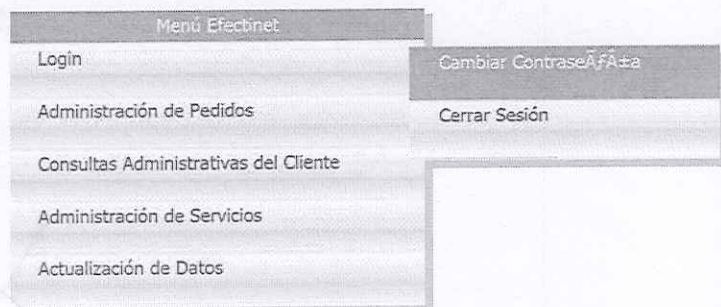 Menú Efectinet
Login
Cambiar ContraseÃƒÂ±a
Administración de Pedidos
Cerrar Sesión
Consultas Administrativas del Cliente
Administración de Servicios
Actualización de Datos